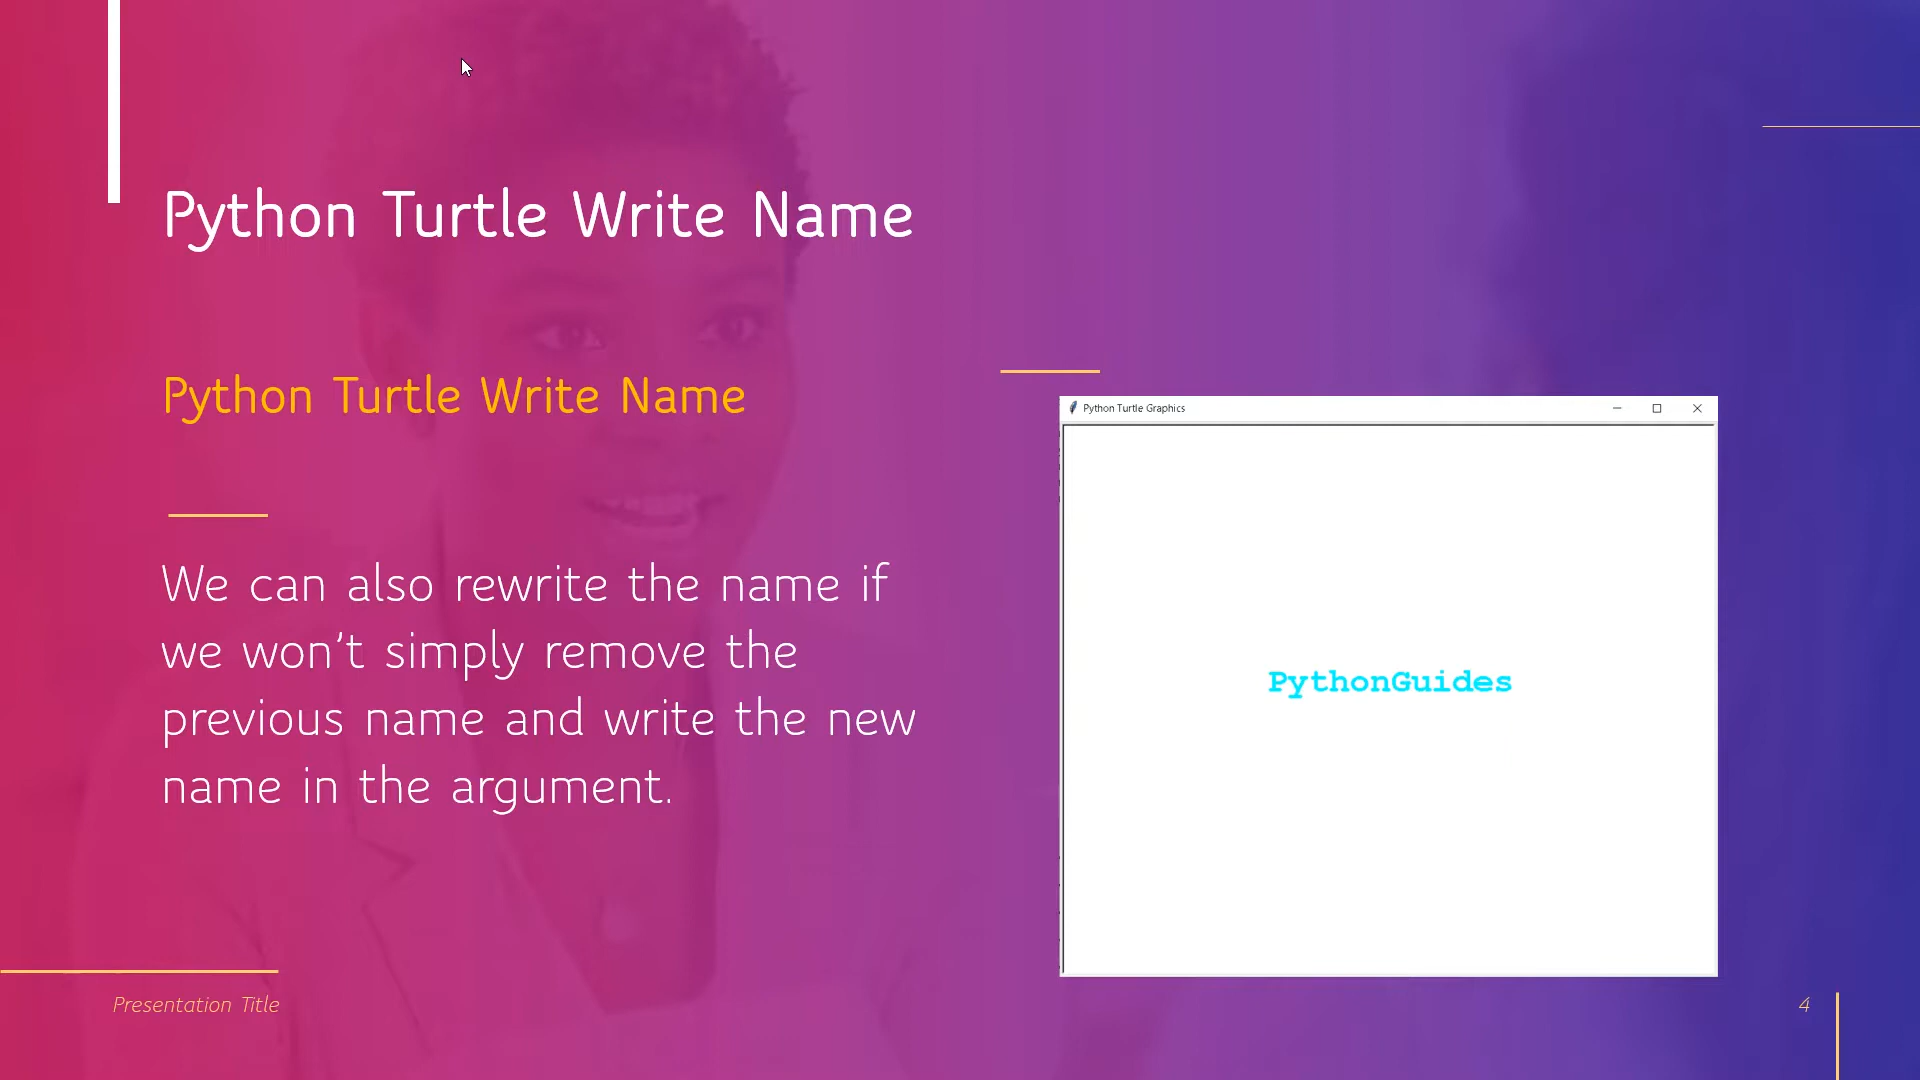 Python Turtle Write Name
Python Turtle Write Name
We can also rewrite the name if
we won’t simply remove the
previous name and write the new
name in the argument.
Python Turtle Graphics
PythonGuides
Presentation Title
4